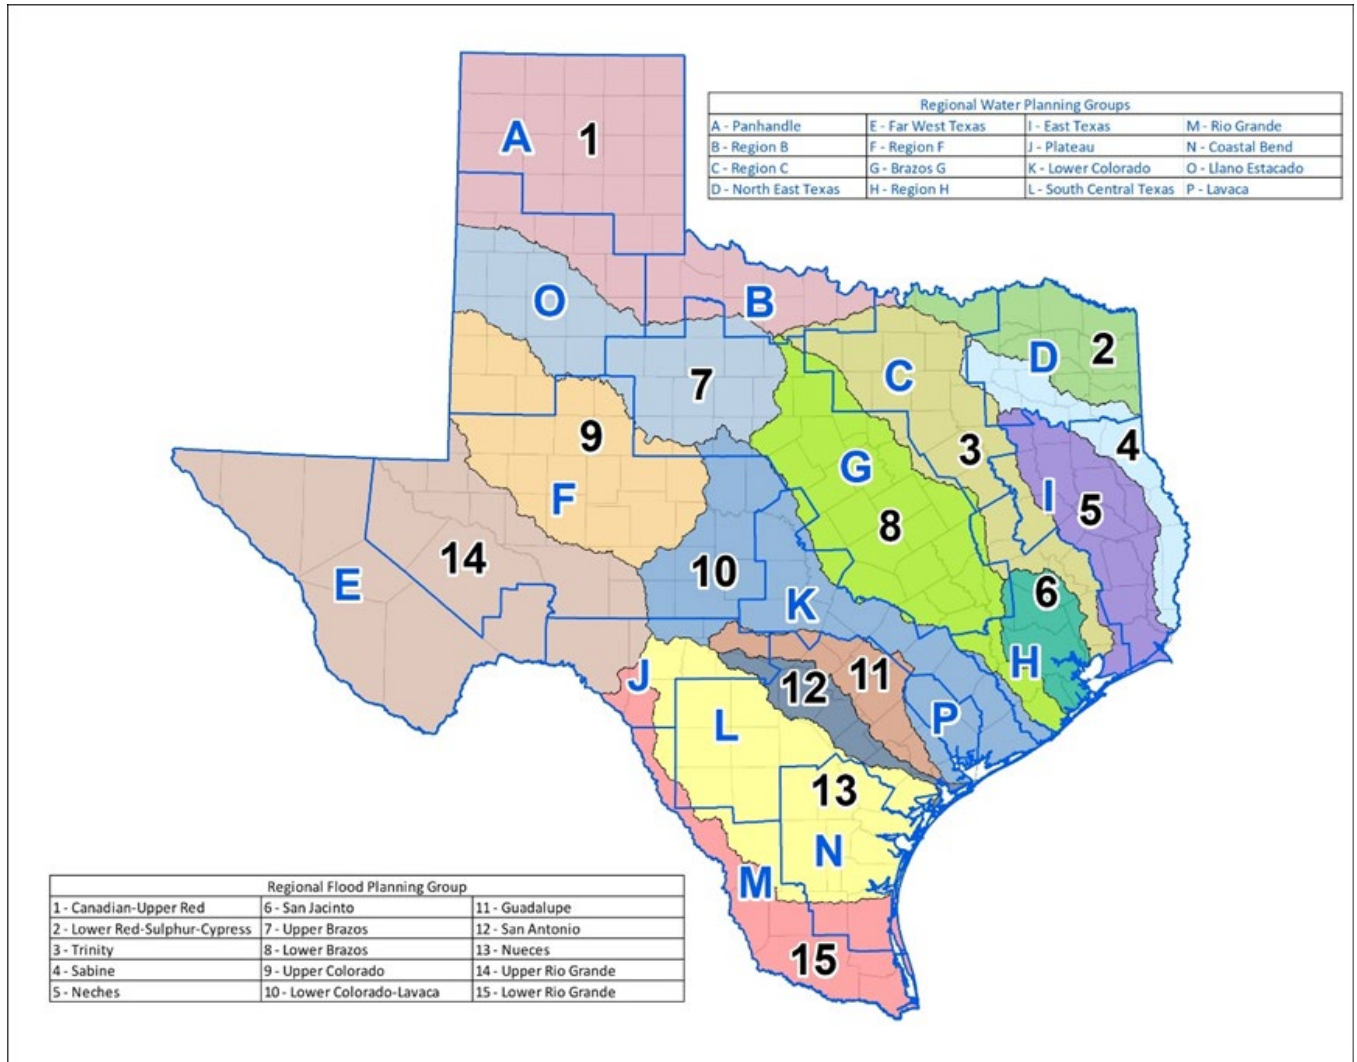 Regional Water Planning Groups
A - Panhandle E - Far West Texas I - East Texas M - Rio Grande
B - Region B F - Region F J - Plateau N - Coastal Bend
C - Region C G - Brazos G K - Lower Colorado O - Llano Estacado
D - North East Texas H - Region H L - South Central Texas P - Lavaca
A 1
O B
D 2
C
7
9 3 4
G
F I 5
8
14 10
E K 6
J 12 11 H
L P
13
N
M
15
Regional Flood Planning Group
1 - Canadian-Upper Red 6 - San Jacinto 11 - Guadalupe
2 - Lower Red-Sulphur-Cypress 7 - Upper Brazos 12 - San Antonio
3 - Trinity 8 - Lower Brazos 13 - Nueces
4 - Sabine 9 - Upper Colorado 14 - Upper Rio Grande
5 - Neches 10 - Lower Colorado-Lavaca 15 - Lower Rio Grande